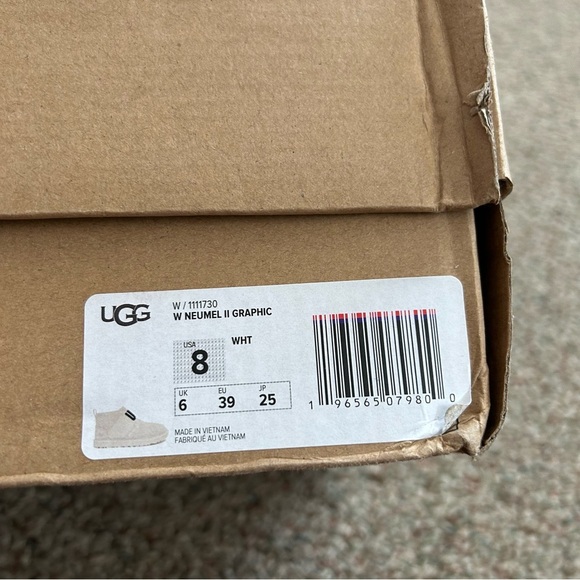 UGG
W / 1111730
W NEUMEL II GRAPHIC
USA
8
WHT
UK EU JP
6 39 25
MADE IN VIETNAM
FABRIQUÉ AU VIETNAM
1 96565 07980 0